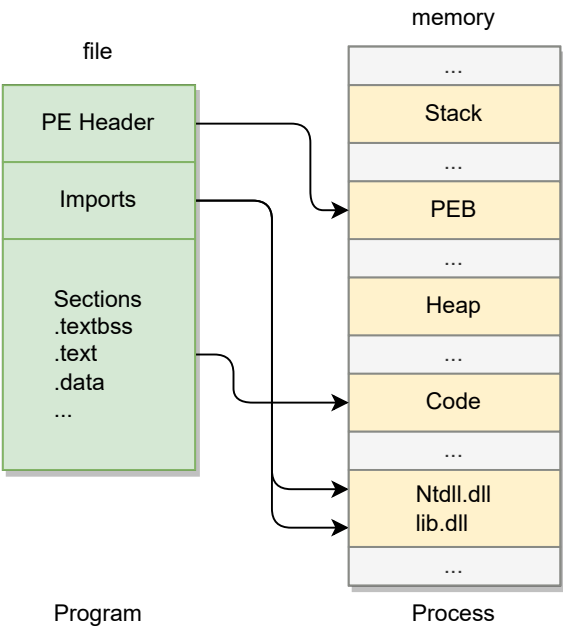 file
PE Header
Imports
Sections
.textbss
.text
.data
...
Program
memory
...
Stack
...
PEB
...
Heap
...
Code
...
Ntdll.dll
lib.dll
...
Process